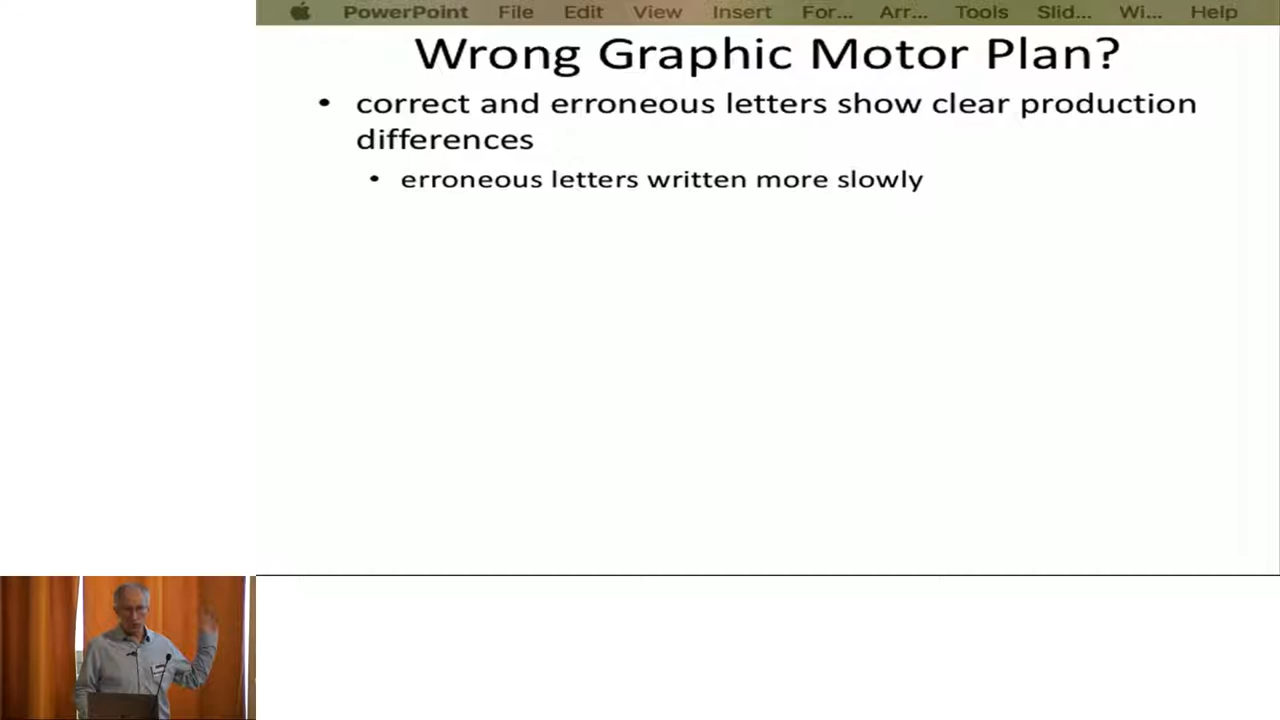 PowerPoint File Edit View Insert For... Arr... Tools Slid... Wi... Help
Wrong Graphic Motor Plan?
• correct and erroneous letters show clear production
differences
• erroneous letters written more slowly